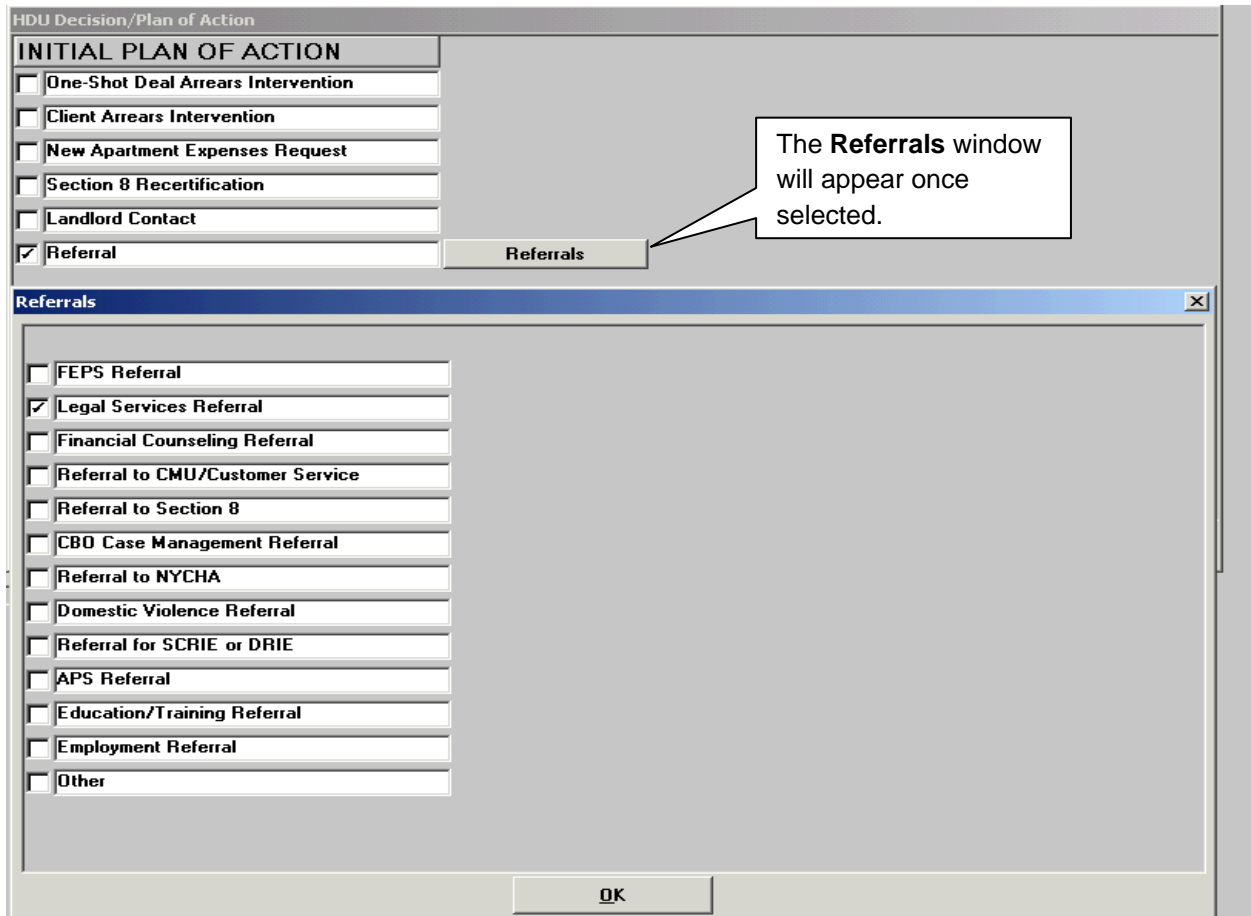 HDU Decision/Plan of Action
INITIAL PLAN OF ACTION
One-Shot Deal Arrears Intervention
Client Arrears Intervention
New Apartment Expenses Request
Section 8 Recertification
Landlord Contact
Referral
Referrals
The Referrals window
will appear once
selected.
Referrals
FEPS Referral
Legal Services Referral
Financial Counseling Referral
Referral to CMU/Customer Service
Referral to Section 8
CBO Case Management Referral
Referral to NYCHA
Domestic Violence Referral
Referral for SCRIE or DRIE
APS Referral
Education/Training Referral
Employment Referral
Other
OK